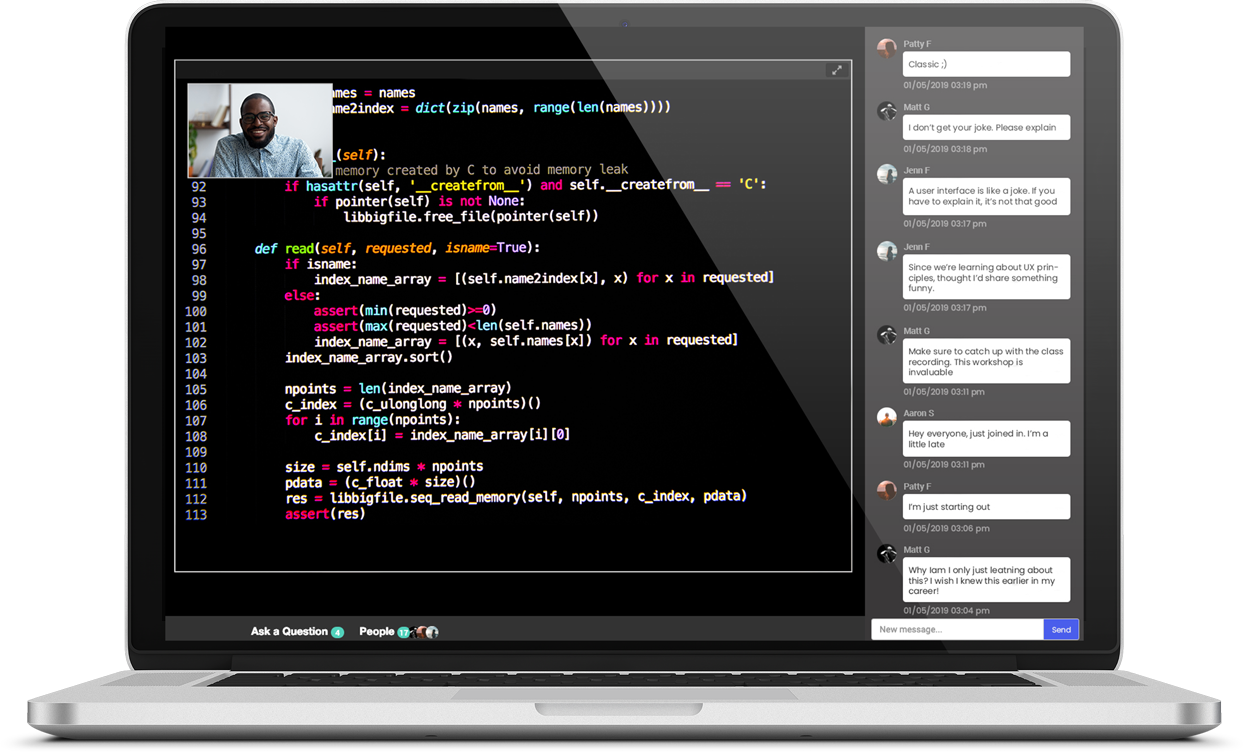 ames = names
ame2index = dict(zip(names, range(len(names))))
_(self):
memory created by C to avoid memory leak
92 if hasattr(self, '__createfrom__') and self.__createfrom__ == 'C':
93 if pointer(self) is not None:
94 libbigfile.free_file(pointer(self))
95
96 def read(self, requested, isname=True):
97 if isname:
98 index_name_array = [(self.name2index[x], x) for x in requested]
99 else:
100 assert(min(requested)>=0)
101 assert(max(requested)<len(self.names))
102 index_name_array = [(x, self.names[x]) for x in requested]
103 index_name_array.sort()
104
105 npoints = len(index_name_array)
106 c_index = (c_ulonglong * npoints)()
107 for i in range(npoints):
108 c_index[i] = index_name_array[i][0]
109
110 size = self.ndims * npoints
111 pdata = (c_float * size)()
112 res = libbigfile.seq_read_memory(self, npoints, c_index, pdata)
113 assert(res)
Ask a Question 4 People 17
Patty F
Classic ;)
01/05/2019 03:19 pm
Matt G
I don't get your joke. Please explain
01/05/2019 03:18 pm
Jenn F
A user interface is like a joke. If you
have to explain it, it's not that good
01/05/2019 03:17 pm
Jenn F
Since we're learning about UX prin-
ciples, thought I'd share something
funny.
01/05/2019 03:17 pm
Matt G
Make sure to catch up with the class
recording. This workshop is
invaluable
01/05/2019 03:11 pm
Aaron S
Hey everyone, just joined in. I'm a
little late
01/05/2019 03:11 pm
Patty F
I'm just starting out
01/05/2019 03:06 pm
Matt G
Why Iam I only just leatning about
this? I wish I knew this earlier in my
career!
01/05/2019 03:04 pm
New message...
Send